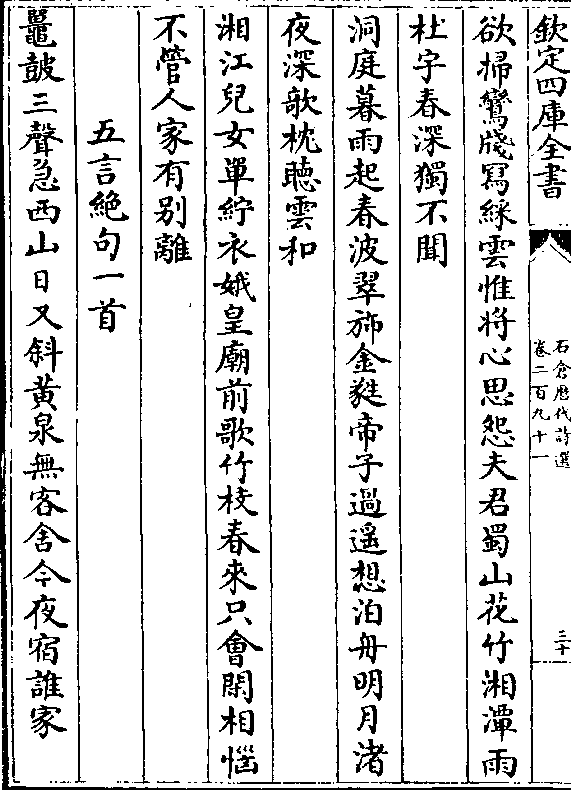 欽定四庫全書
石倉歷代詩選
卷二百九十一
三十
欲掃鸞牋寫綵雲惟將心思怨夫君蜀山花竹湘潭雨
杜宇春深獨不聞
洞庭暮雨起春波翠斾金蕤帝子過遥想泊舟明月渚
夜深欹枕聽雲和
湘江兒女單紵衣娥皇廟前歌竹枝春來只會閒相惱
不管人家有别離
五言絶句一首
鼉皷三聲急西山日又斜黄泉無客舍今夜宿誰家